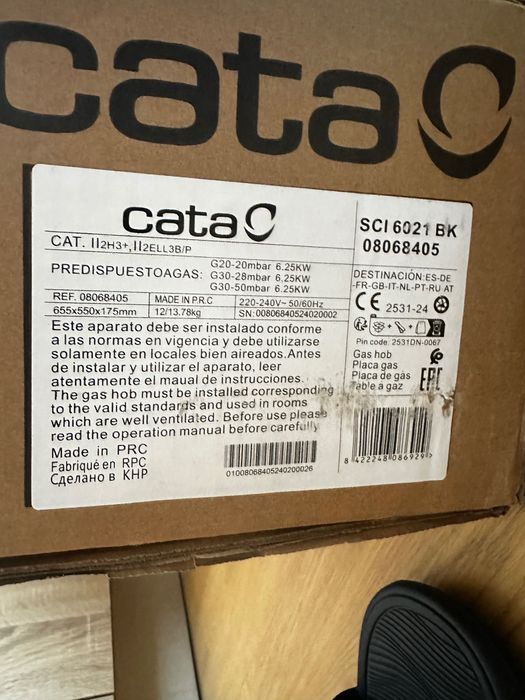 cata
cata
CAT. II2H3+,II2ELL3B/P
PREDISPUESTOAGAS:
G20-20mbar 6.25KW
G30-28mbar 6.25KW
G30-50mbar 6.25KW
REF. 08068405
MADE IN P.R.C
220-240V~ 50/60Hz
655x550x175mm
12/13.78kg
SN:00806840524020002
Este aparato debe ser instalado conforme
a las normas en vigencia y debe utilizarse
solamente en locales bien aireados.Antes
de instalar y utilizar el aparato, leer
atentamente el maual de instrucciones.
The gas hob must be installed corresponding
to the valid standards and used in rooms
which are well ventilated. Before use please
read the operation manual before carefully
Made in PRC
Fabriqué en RPC
Сделано в КНР
01008068405240200026
SCI 6021 BK
08068405
DESTINACIÓN:ES-DE
-FR-GB-IT-NL-PT-RU AT
CE 2531-24
Pin code: 2531DN-0067
Gas hob
Placa gas
Placa de gás
Table a gaz
EAC
8 422248 086929>